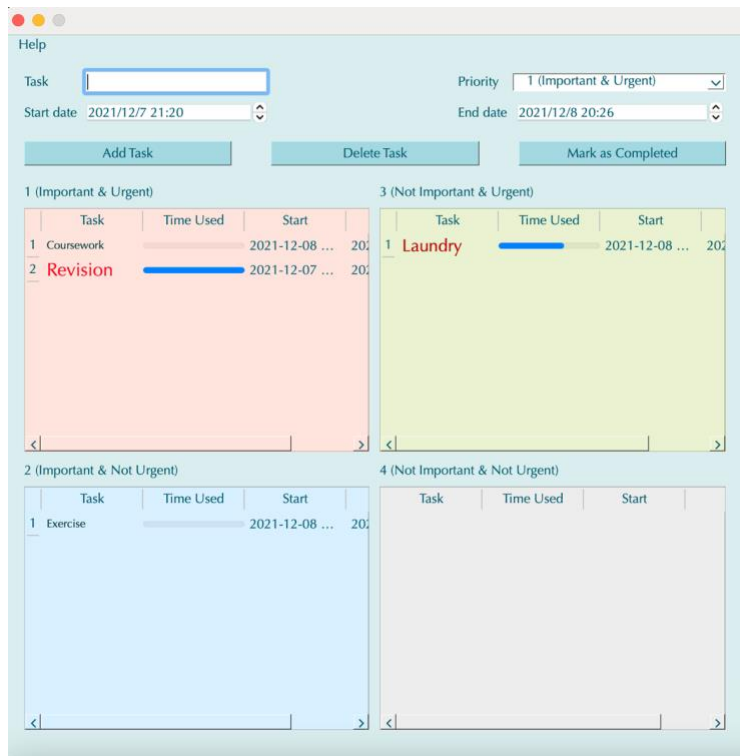 Help
Task Priority 1 (Important & Urgent)
Start date 2021/12/7 21:20 End date 2021/12/8 20:26
Add Task Delete Task Mark as Completed
1 (Important & Urgent)
Task Time Used Start
1 Coursework 2021-12-08 ... 202
2 Revision 2021-12-07 ... 202
3 (Not Important & Urgent)
Task Time Used Start
1 Laundry 2021-12-08 ... 202
2 (Important & Not Urgent)
Task Time Used Start
1 Exercise 2021-12-08 ... 202
4 (Not Important & Not Urgent)
Task Time Used Start